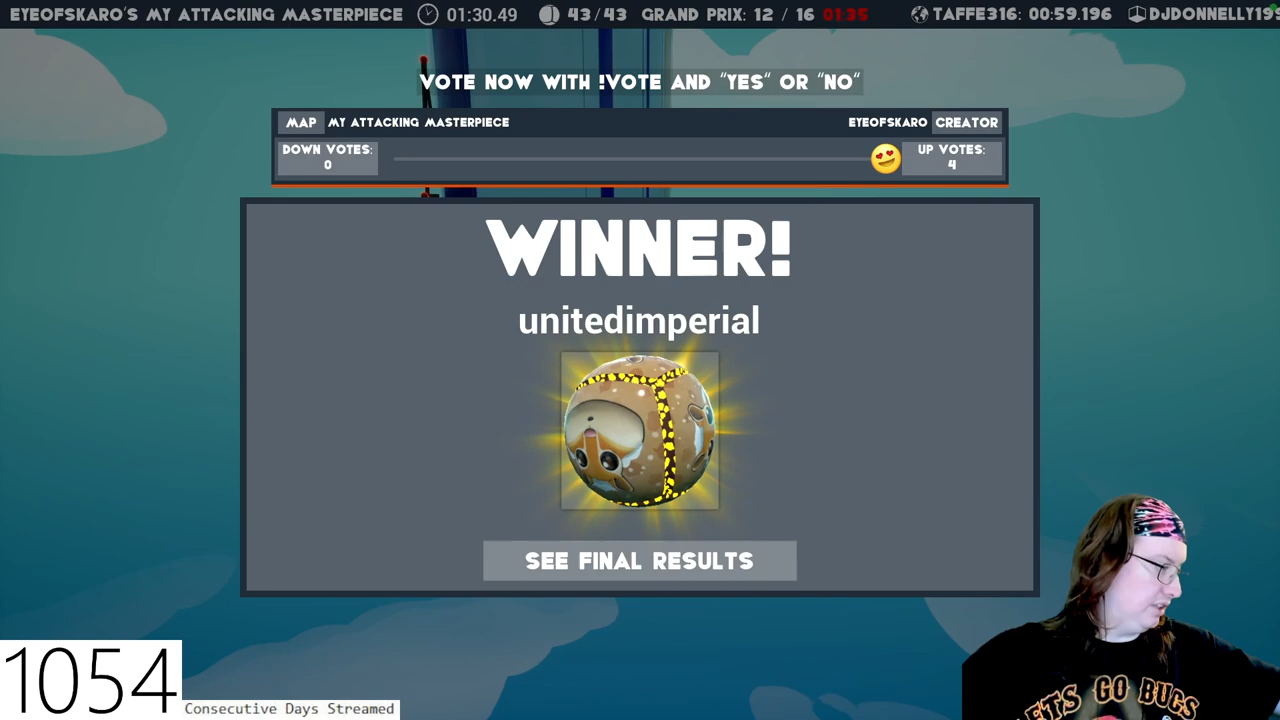 EYEOFSKARO'S MY ATTACKING MASTERPIECE 01:30.49 43/43 GRAND PRIX: 12 / 16 01:35 TAFFE316: 00:59.196 DJDONNELLY199
VOTE NOW WITH !VOTE AND "YES" OR "NO"
MAP MY ATTACKING MASTERPIECE EYEOFSKARO CREATOR
DOWN VOTES: 0
UP VOTES: 4
WINNER!
unitedimperial
SEE FINAL RESULTS
1054
Consecutive Days Streamed
LET'S GO BUGS